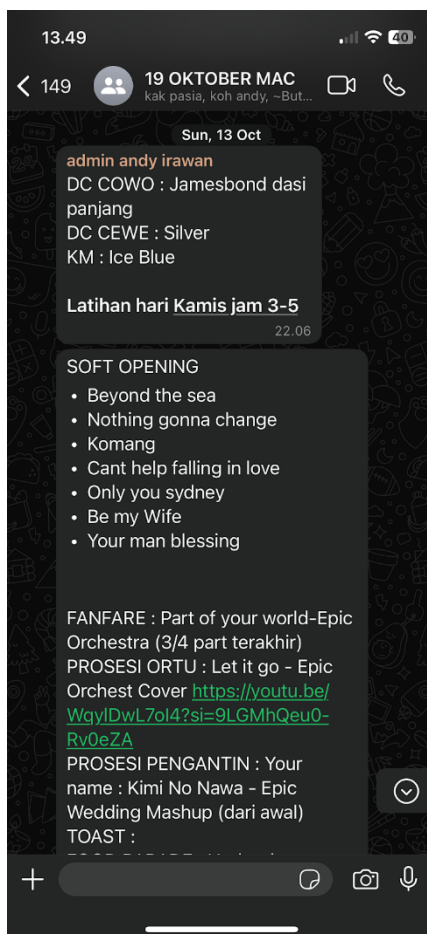 13.49
40
149
19 OKTOBER MAC
kak pasia, koh andy, ~But...
Sun, 13 Oct
admin andy irawan
DC COWO : Jamesbond dasi
panjang
DC CEWE : Silver
KM : Ice Blue
Latihan hari Kamis jam 3-5
22.06
SOFT OPENING
• Beyond the sea
• Nothing gonna change
• Komang
• Cant help falling in love
• Only you sydney
• Be my Wife
• Your man blessing
FANFARE : Part of your world-Epic
Orchestra (3/4 part terakhir)
PROSESI ORTU : Let it go - Epic
Orchest Cover https://youtu.be/
WqylDwL7oI4?si=9LGMhQeu0-
Rv0eZA
PROSESI PENGANTIN : Your
name : Kimi No Nawa - Epic
Wedding Mashup (dari awal)
TOAST :